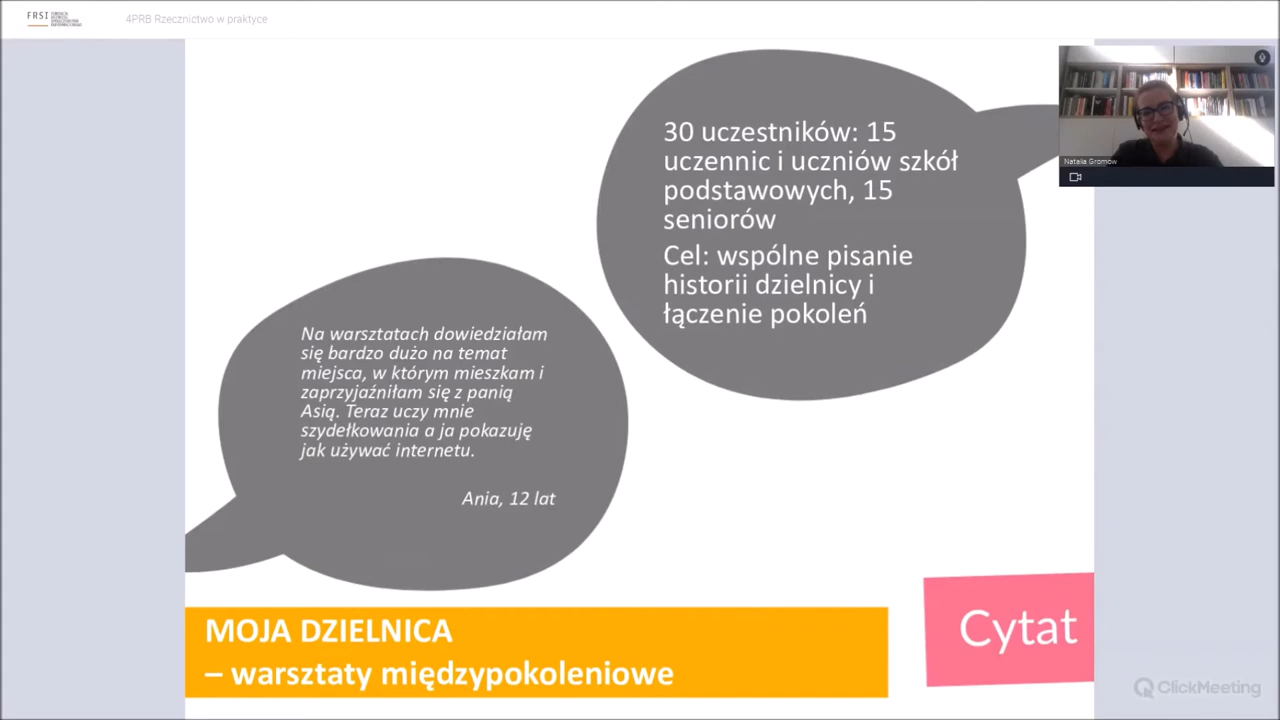 FRSI
4PRB Rzecznictwo w praktyce
30 uczestników: 15
uczennic i uczniów szkół
podstawowych, 15
seniorów
Cel: wspólne pisanie
historii dzielnicy i
łączenie pokoleń
Natalia Gromow
Na warsztatach dowiedziałam
się bardzo dużo na temat
miejsca, w którym mieszkam i
zaprzyjaźniłam się z panią
Asią. Teraz uczy mnie
szydełkowania a ja pokazuję
jak używać internetu.
Ania, 12 lat
MOJA DZIELNICA
– warsztaty międzypokoleniowe
Cytat
ClickMeeting